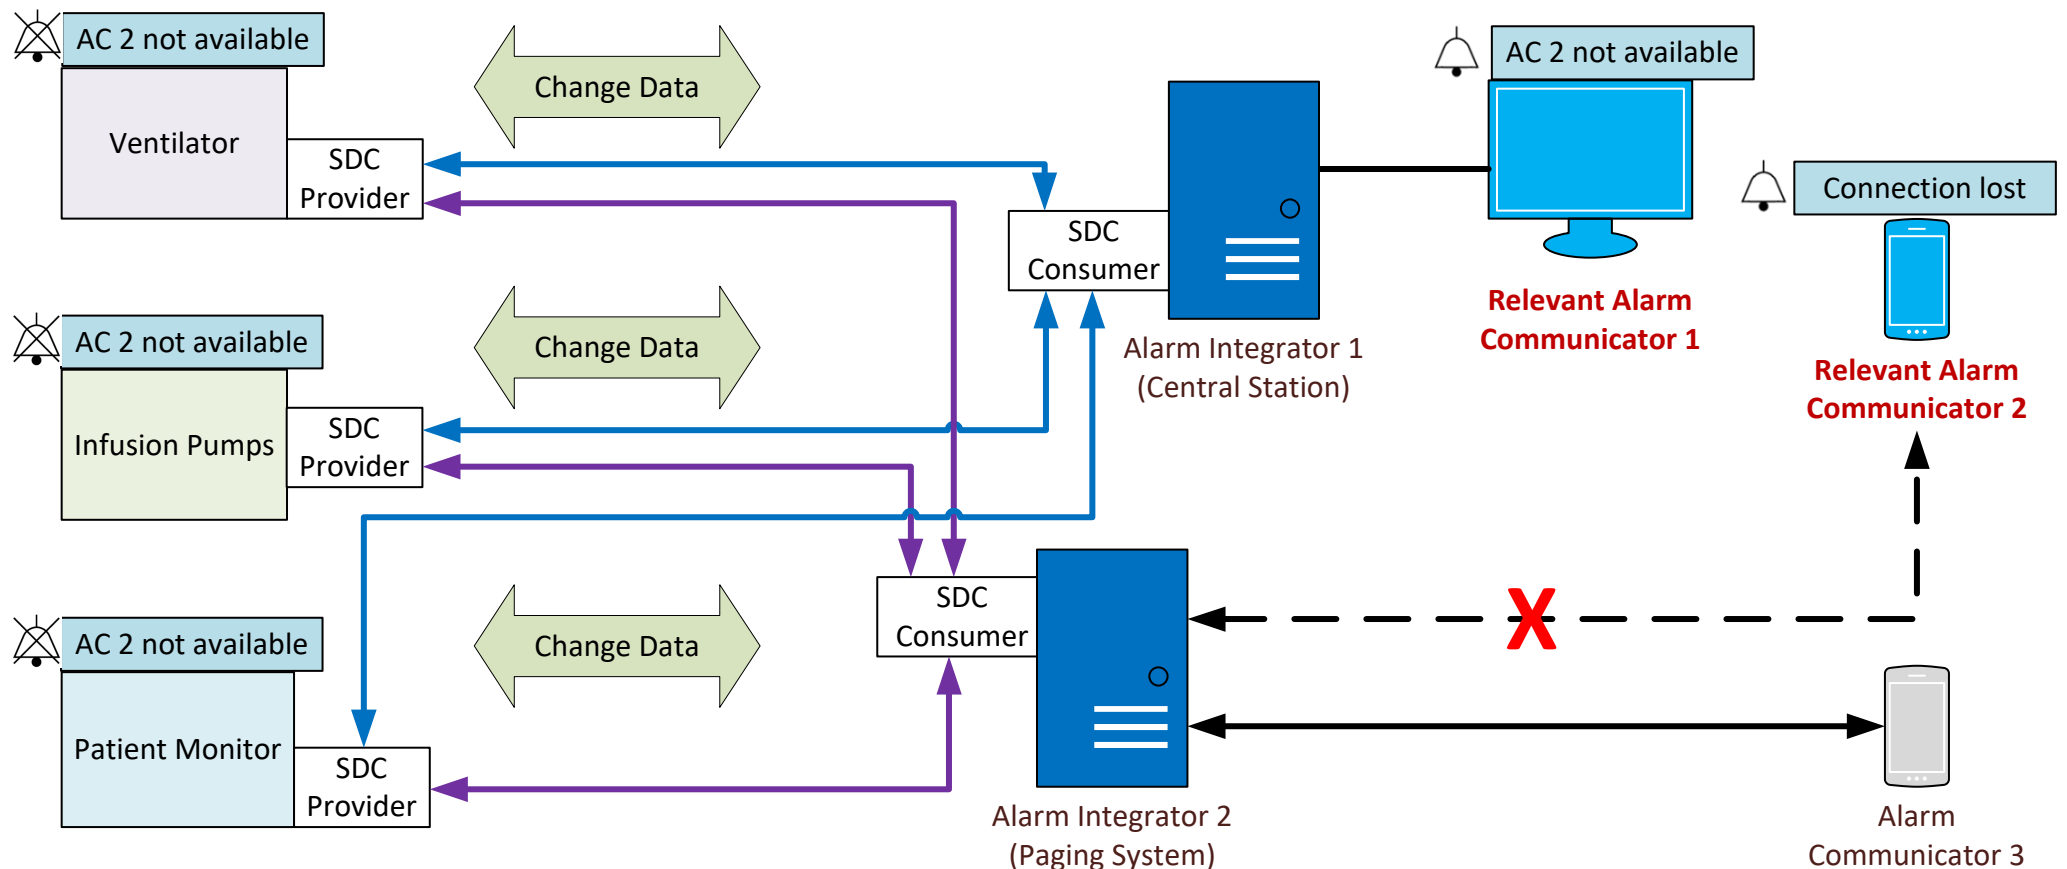 AC 2 not available
Ventilator
SDC
Provider
Change Data
SDC
Consumer
Alarm Integrator 1
(Central Station)
AC 2 not available
Relevant Alarm
Communicator 1
Connection lost
Relevant Alarm
Communicator 2
AC 2 not available
Infusion Pumps
SDC
Provider
Change Data
AC 2 not available
Patient Monitor
SDC
Provider
Change Data
SDC
Consumer
X
Alarm Integrator 2
(Paging System)
Alarm
Communicator 3